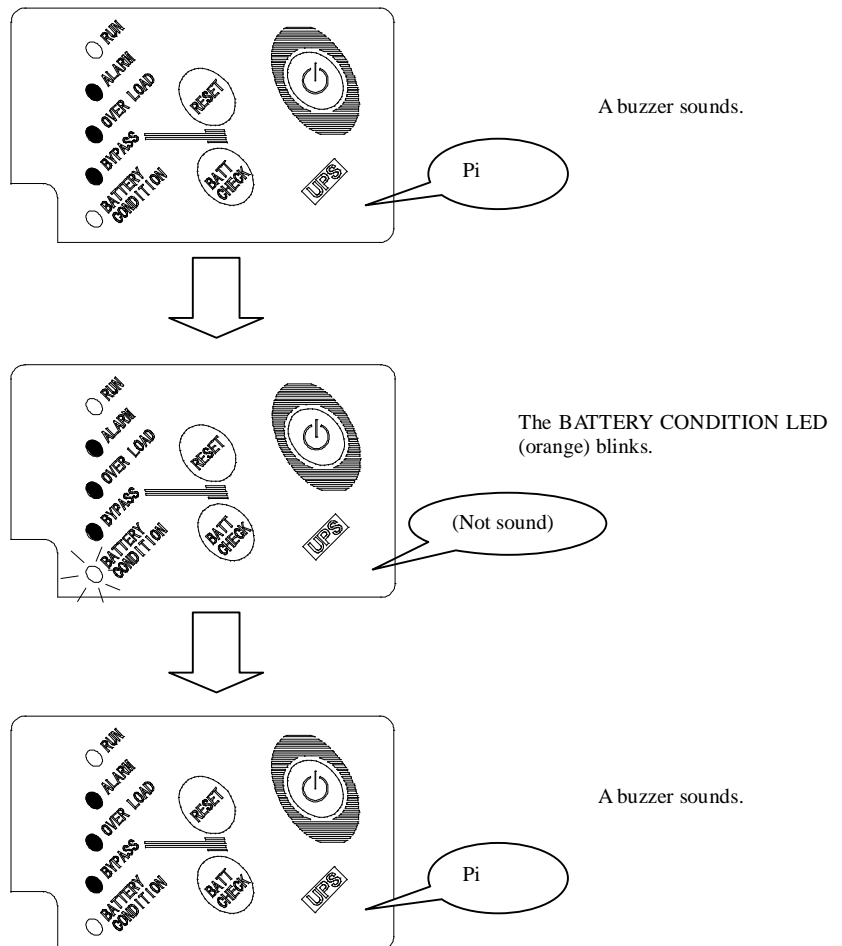 RUN
ALARM
OVER LOAD
BYPASS
BATTERY
CONDITION
RESET
BATT
CHECK
UPS
Pi
A buzzer sounds.
RUN
ALARM
OVER LOAD
BYPASS
BATTERY
CONDITION
RESET
BATT
CHECK
UPS
(Not sound)
The BATTERY CONDITION LED
(orange) blinks.
RUN
ALARM
OVER LOAD
BYPASS
BATTERY
CONDITION
RESET
BATT
CHECK
UPS
Pi
A buzzer sounds.